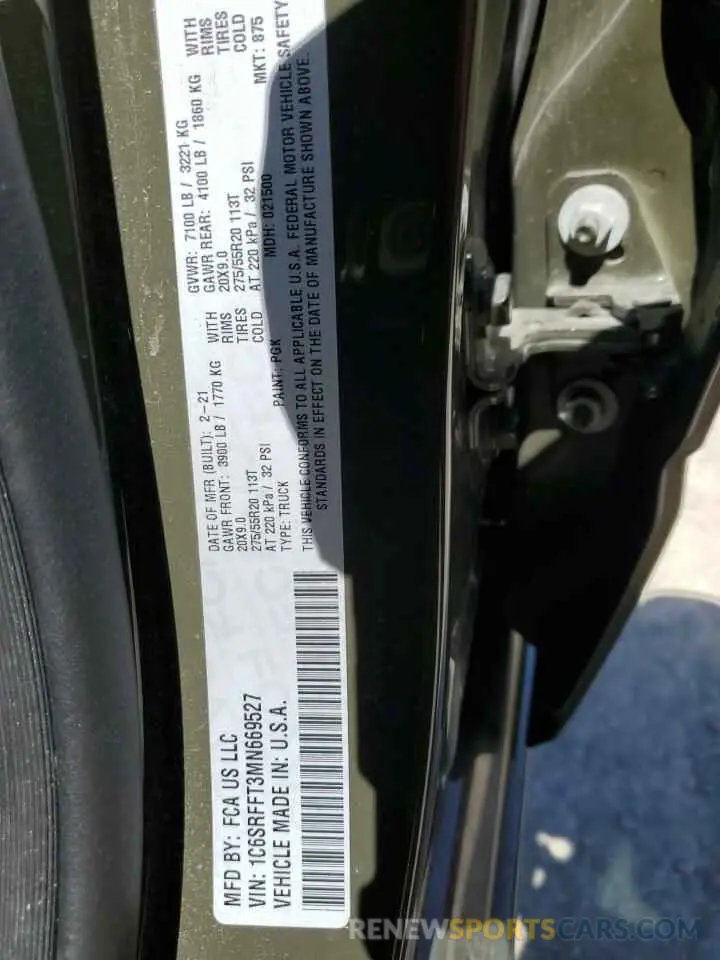 MFD BY: FCA US LLC
VIN: 1C6SRFFT3MN669527
VEHICLE MADE IN: U.S.A.
DATE OF MFR (BUILT): 2-21
GVWR: 7100 LB / 3221 KG
GAWR FRONT: 3900 LB / 1770 KG WITH
GAWR REAR: 4100 LB / 1860 KG WITH
20X9.0 RIMS
20X9.0 RIMS
275/55R20 113T TIRES
275/55R20 113T TIRES
AT 220 kPa / 32 PSI COLD
AT 220 kPa / 32 PSI COLD
TYPE: TRUCK PAINT: PGK MDH: 021500 MKT: 875
THIS VEHICLE CONFORMS TO ALL APPLICABLE U.S.A. FEDERAL MOTOR VEHICLE SAFETY
STANDARDS IN EFFECT ON THE DATE OF MANUFACTURE SHOWN ABOVE.
RENEWSPORTSCARS.COM